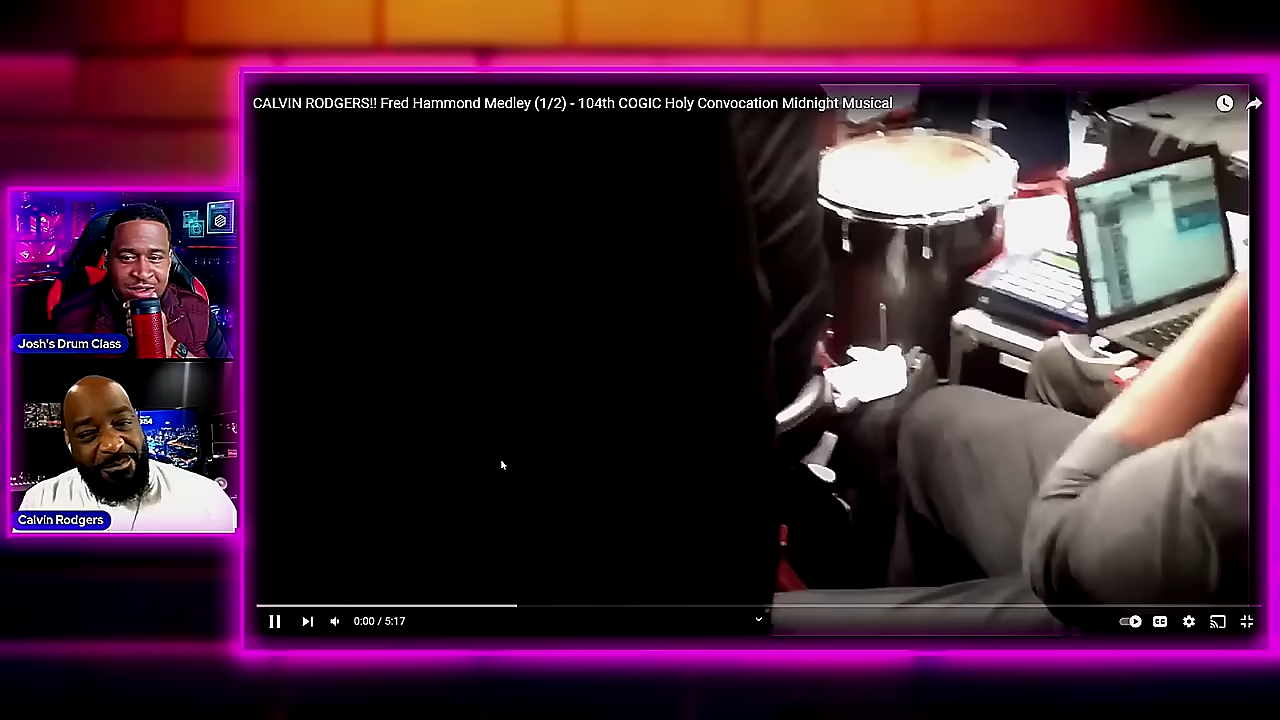 CALVIN RODGERS!! Fred Hammond Medley (1/2) - 104th COGIC Holy Convocation Midnight Musical
Josh's Drum Class
Calvin Rodgers
0:00 / 5:17
CC